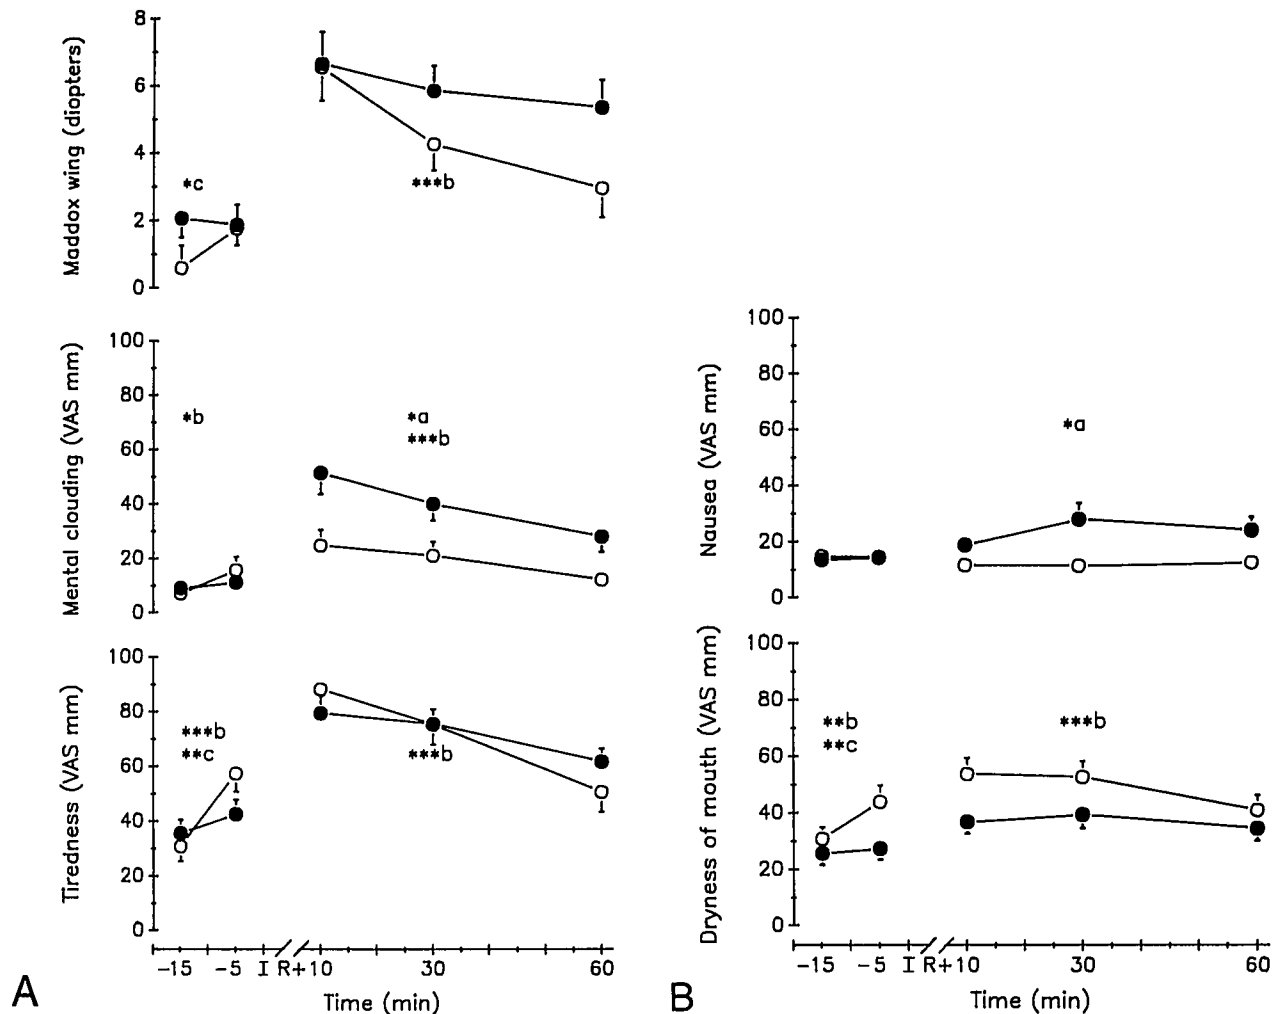 Maddox wing (diopters)
8
6
4
2
0
*c
***b
Mental clouding (VAS mm)
100
80
60
40
20
0
*b
*a
***b
Tiredness (VAS mm)
100
80
60
40
20
0
***b
**c
***b
-15 -5 I R+10 30 60
Time (min)
A
Nausea (VAS mm)
100
80
60
40
20
0
*a
Dryness of mouth (VAS mm)
100
80
60
40
20
0
**b
**c
***b
-15 -5 I R+10 30 60
Time (min)
B